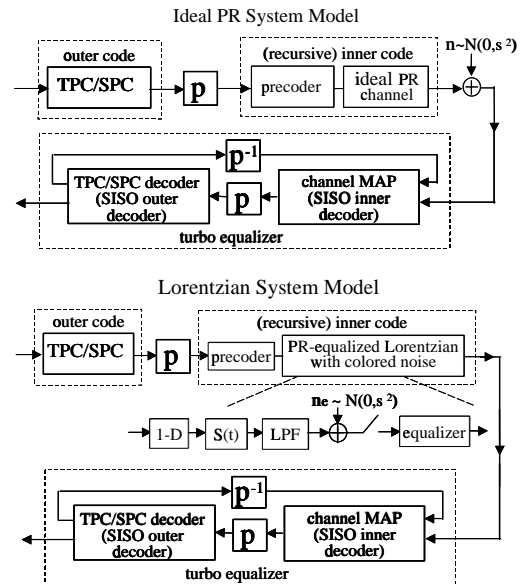 Ideal PR System Model
outer code
TPC/SPC
p
(recursive) inner code
precoder
ideal PR
channel
n~N(0,s²)
p⁻¹
TPC/SPC decoder
(SISO outer
decoder)
p
channel MAP
(SISO inner
decoder)
turbo equalizer
Lorentzian System Model
outer code
TPC/SPC
p
(recursive) inner code
precoder
PR-equalized Lorentzian
with colored noise
ne ~ N(0,s²)
1-D
S(t)
LPF
equalizer
p⁻¹
TPC/SPC decoder
(SISO outer
decoder)
p
channel MAP
(SISO inner
decoder)
turbo equalizer